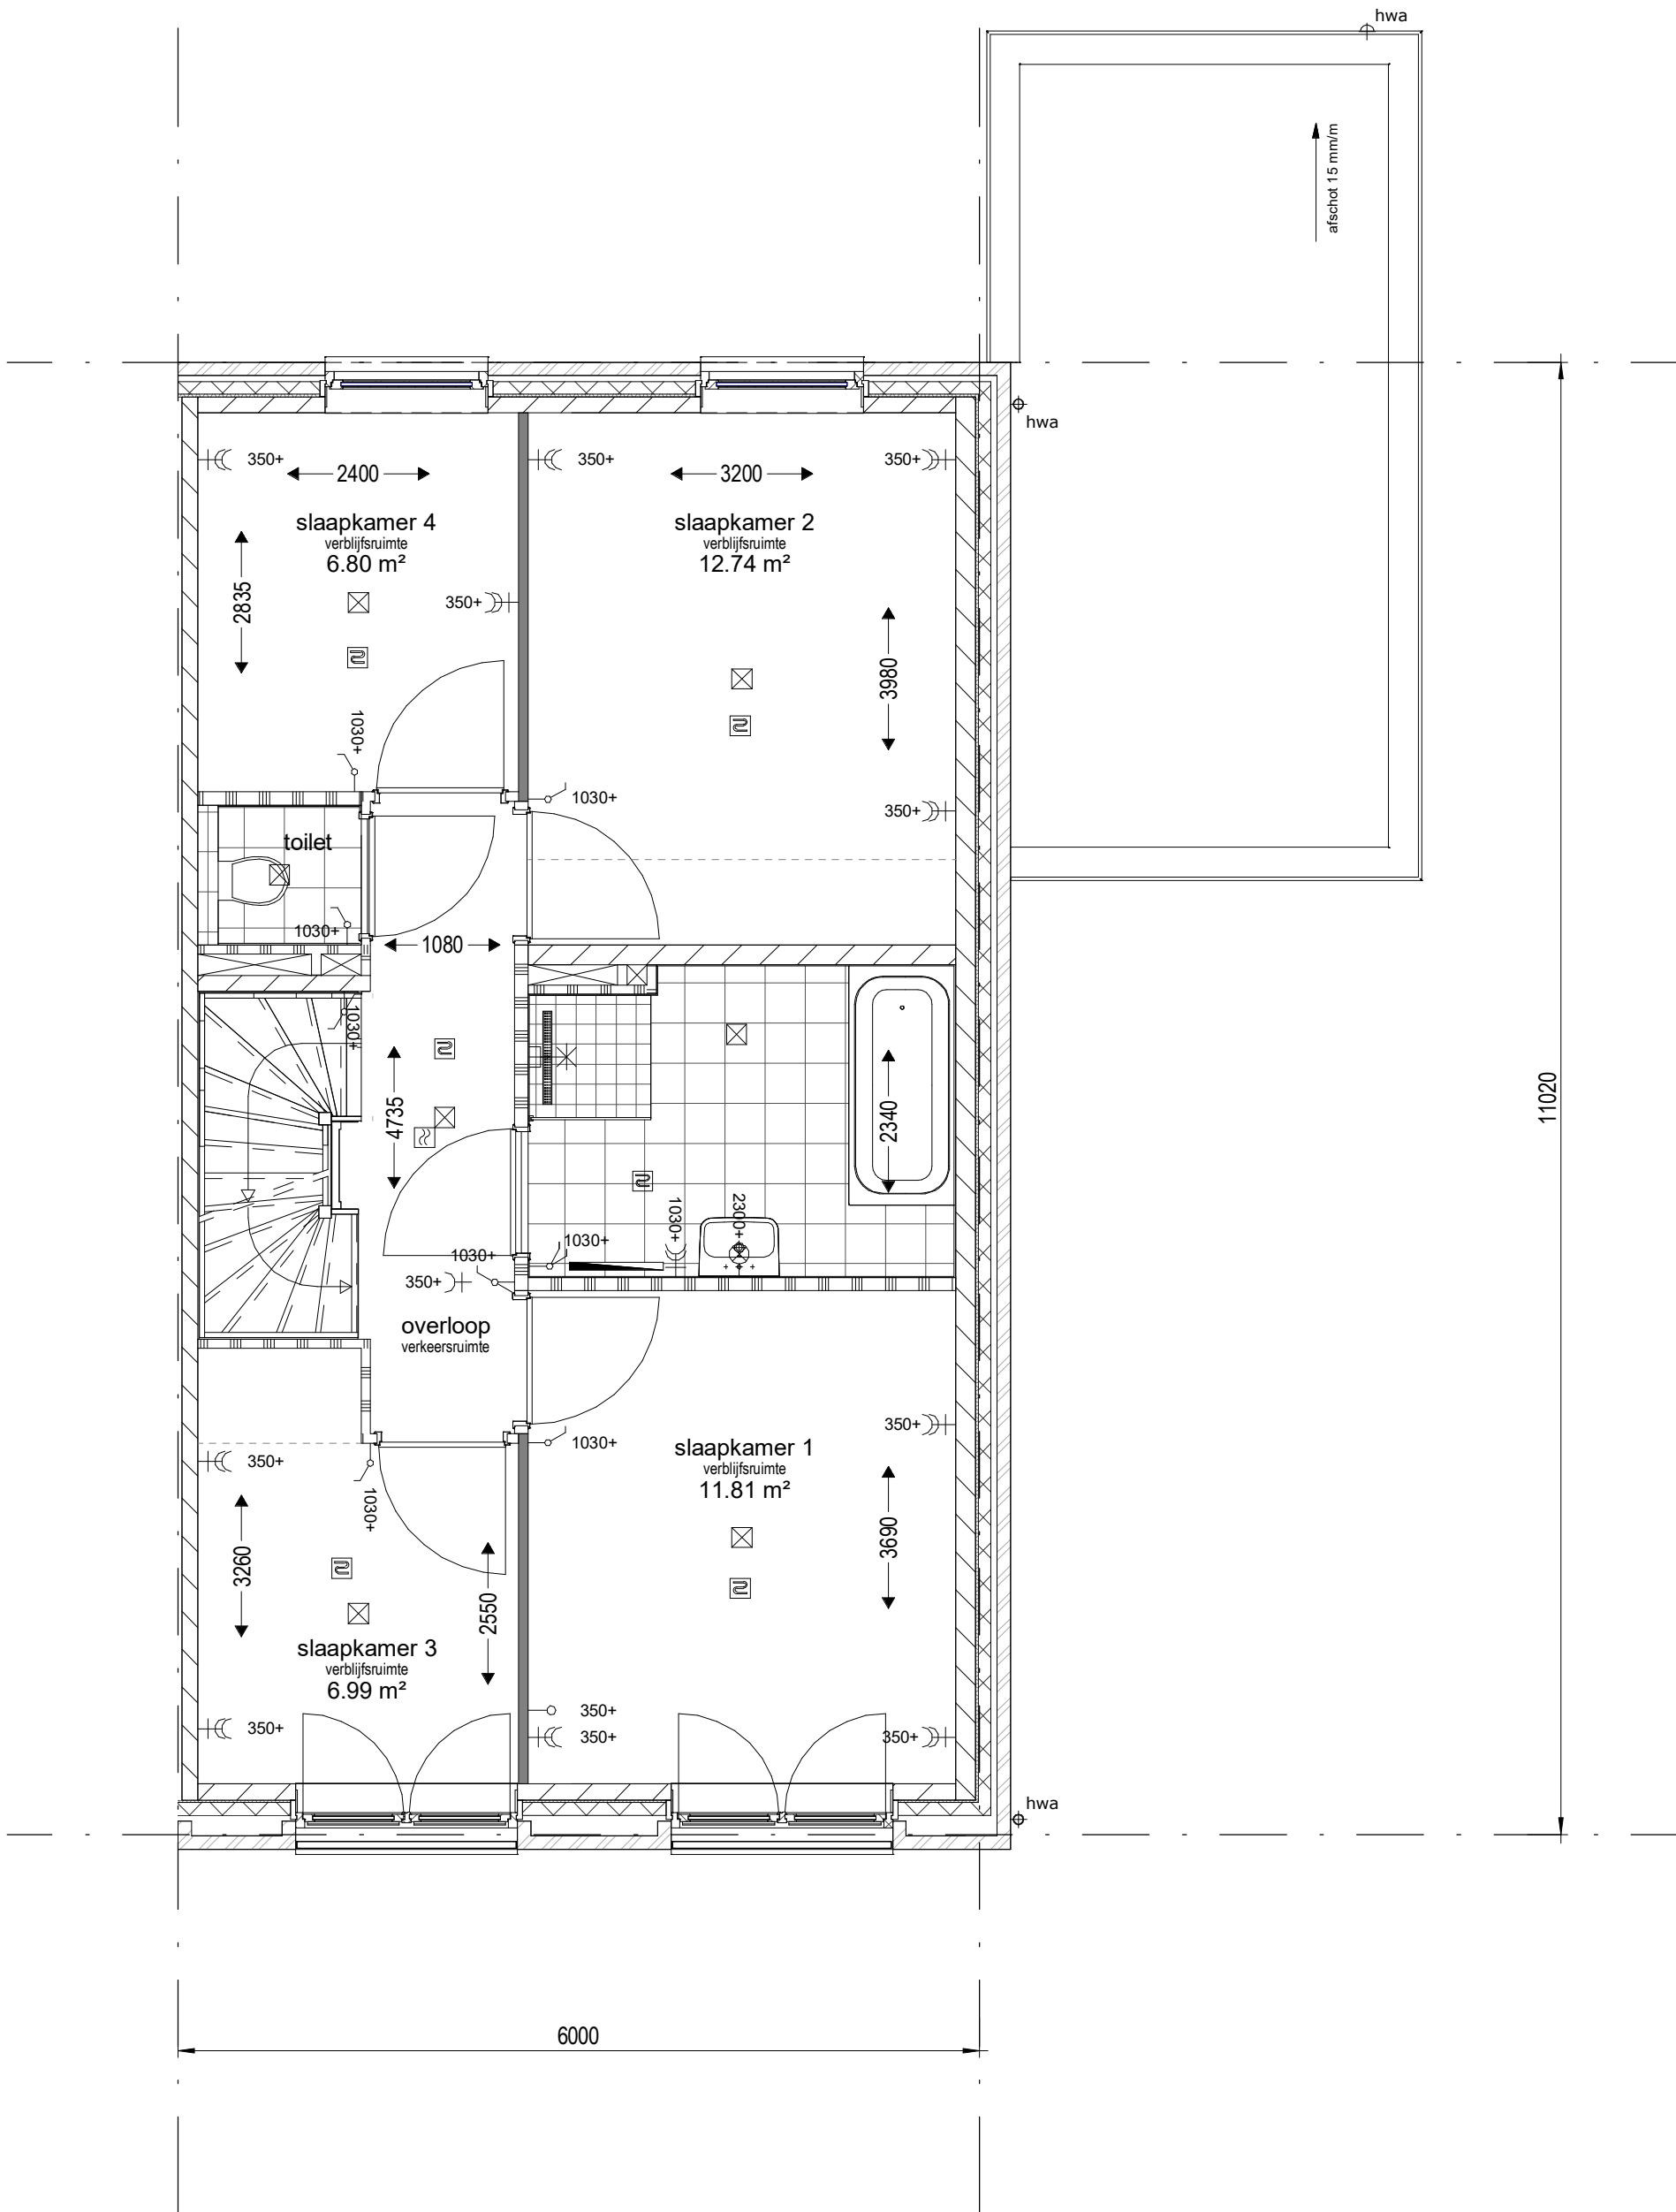 hwa
afschot 15 mm/m
hwa
350+
350+
350+
2400
3200
slaapkamer 4
verblijfsruimte
6.80 m²
slaapkamer 2
verblijfsruimte
12.74 m²
2835
350+
3980
1030+
1030+
350+
toilet
1030+
1080
1030+
4735
2340
11020
1030+
2300+
1030+
1030+
350+
overloop
verkeersruimte
350+
1030+
slaapkamer 1
verblijfsruimte
11.81 m²
350+
1030+
3260
2550
3690
slaapkamer 3
verblijfsruimte
6.99 m²
350+
350+
350+
350+
hwa
6000